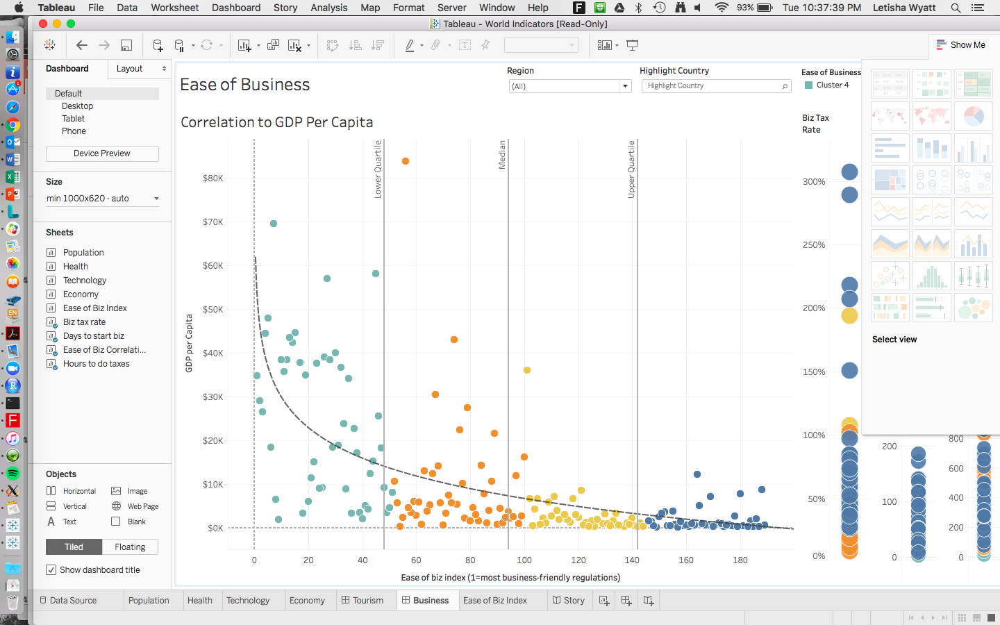 Tableau File Data Worksheet Dashboard Story Analysis Map Format Server Window Help 93% Tue 10:37:39 PM Letisha Wyatt
Tableau - World Indicators [Read-Only]
Show Me
Dashboard Layout
Default
Desktop
Tablet
Phone
Device Preview
Size
min 1000x620 - auto
Sheets
Population
Health
Technology
Economy
Ease of Biz Index
Biz tax rate
Days to start biz
Ease of Biz Correlati...
Hours to do taxes
Objects
Horizontal Image
Vertical Web Page
Text Blank
Tiled Floating
Show dashboard title
Ease of Business
Region
(All)
Highlight Country
Highlight Country
Ease of Business
Cluster 4
Correlation to GDP Per Capita
Biz Tax
Rate
Lower Quartile
Median
Upper Quartile
GDP per Capita
$80K
$70K
$60K
$50K
$40K
$30K
$20K
$10K
$0K
0 20 40 60 80 100 120 140 160 180
Ease of biz index (1=most business-friendly regulations)
300%
250%
200%
150%
100%
50%
0%
200
100
0
800
600
400
200
0
Select view
Data Source Population Health Technology Economy Tourism Business Ease of Biz Index Story